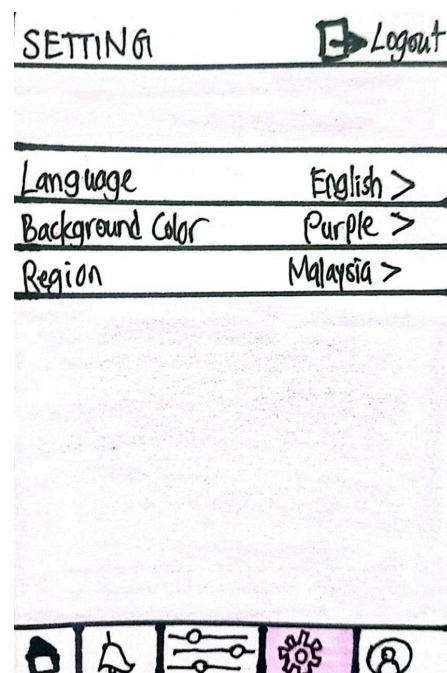 SETTING Logout
Language English >
Background Color Purple >
Region Malaysia >